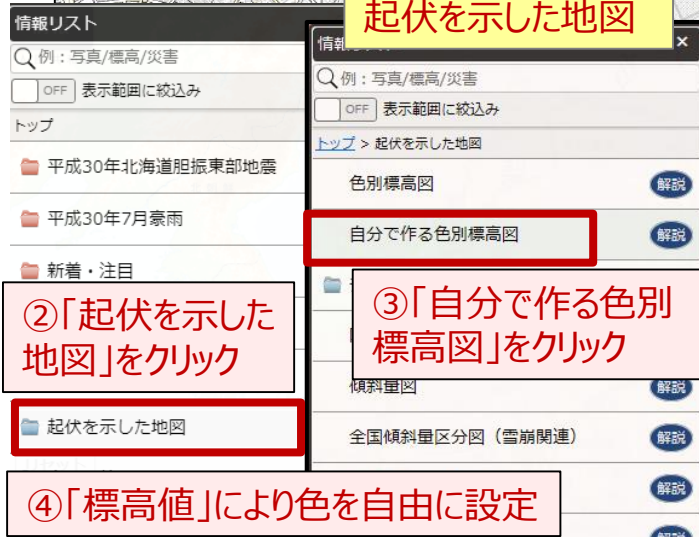 起伏を示した地図
情報リスト
例：写真/標高/災害
OFF 表示範囲に絞込み
トップ
平成30年北海道胆振東部地震
平成30年7月豪雨
新着・注目
②「起伏を示した
地図」をクリック
起伏を示した地図
情報
×
例：写真/標高/災害
OFF 表示範囲に絞込み
トップ > 起伏を示した地図
色別標高図 解説
自分で作る色別標高図 解説
③「自分で作る色別
標高図」をクリック
傾斜量図 解説
全国傾斜量区分図（雪崩関連） 解説
解説
④「標高値」により色を自由に設定